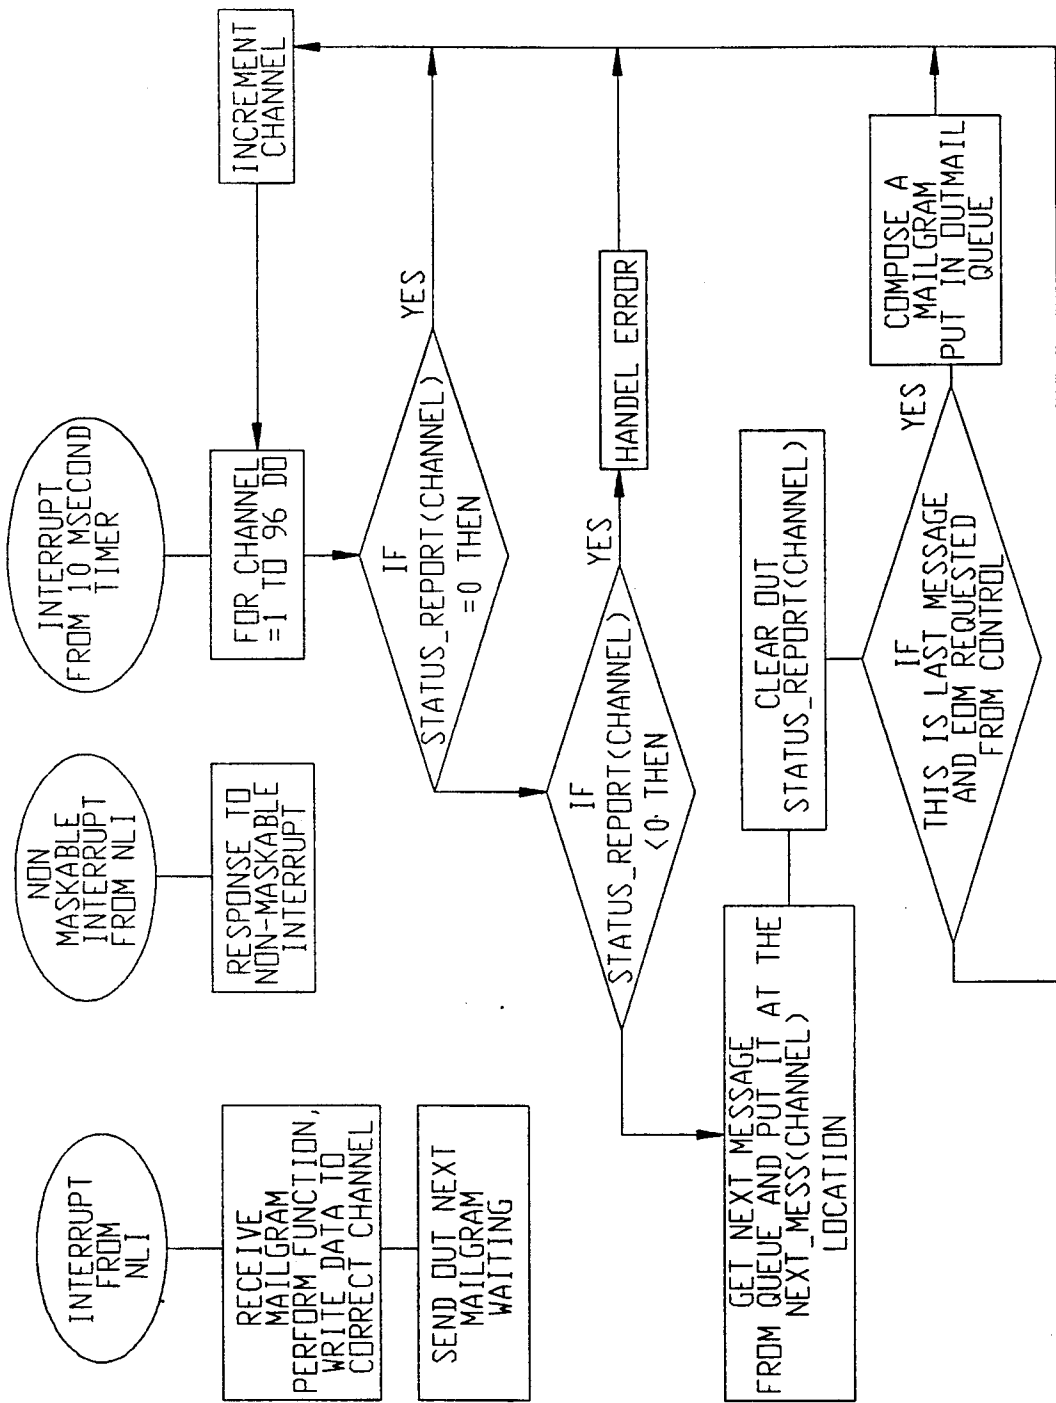 INTERRUPT
FROM
NLI
RECEIVE
MAILGRAM
PERFORM FUNCTION,
WRITE DATA TO
CORRECT CHANNEL
SEND OUT NEXT
MAILGRAM
WAITING
NON
MASKABLE
INTERRUPT
FROM NLI
RESPONSE TO
NON-MASKABLE
INTERRUPT
INTERRUPT
FROM 10 MSECOND
TIMER
FOR CHANNEL
=1 TO 96 DO
INCREMENT
CHANNEL
IF
STATUS_REPORT(CHANNEL)
=0 THEN
YES
IF
STATUS_REPORT(CHANNEL)
<0 THEN
YES
HANDEL ERROR
GET NEXT MESSAGE
FROM QUEUE AND PUT IT AT THE
NEXT_MESS(CHANNEL)
LOCATION
CLEAR OUT
STATUS_REPORT(CHANNEL)
IF
THIS IS LAST MESSAGE
AND EOM REQUESTED
FROM CONTROL
YES
COMPOSE A
MAILGRAM
PUT IN OUTMAIL
QUEUE